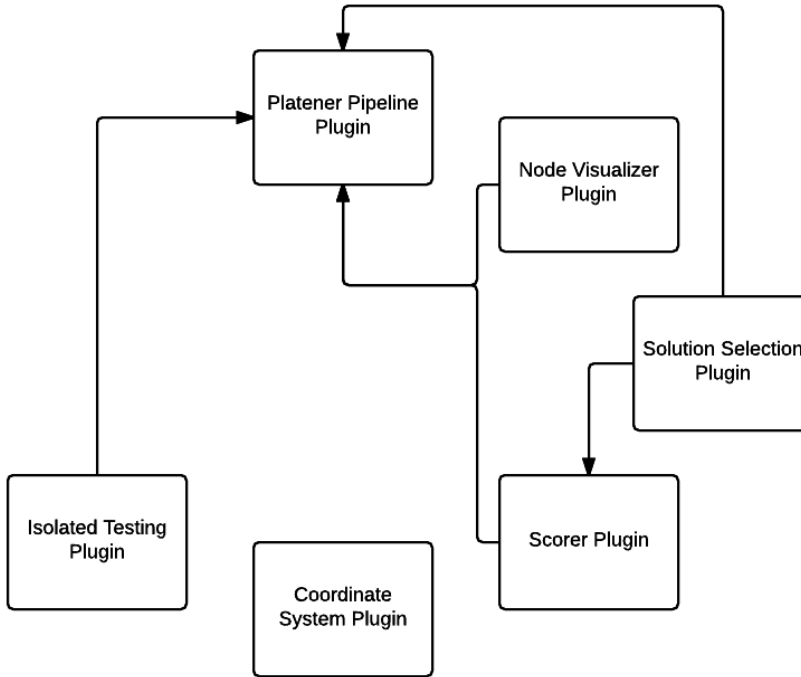 Platener Pipeline
Plugin
Node Visualizer
Plugin
Solution Selection
Plugin
Isolated Testing
Plugin
Scorer Plugin
Coordinate
System Plugin